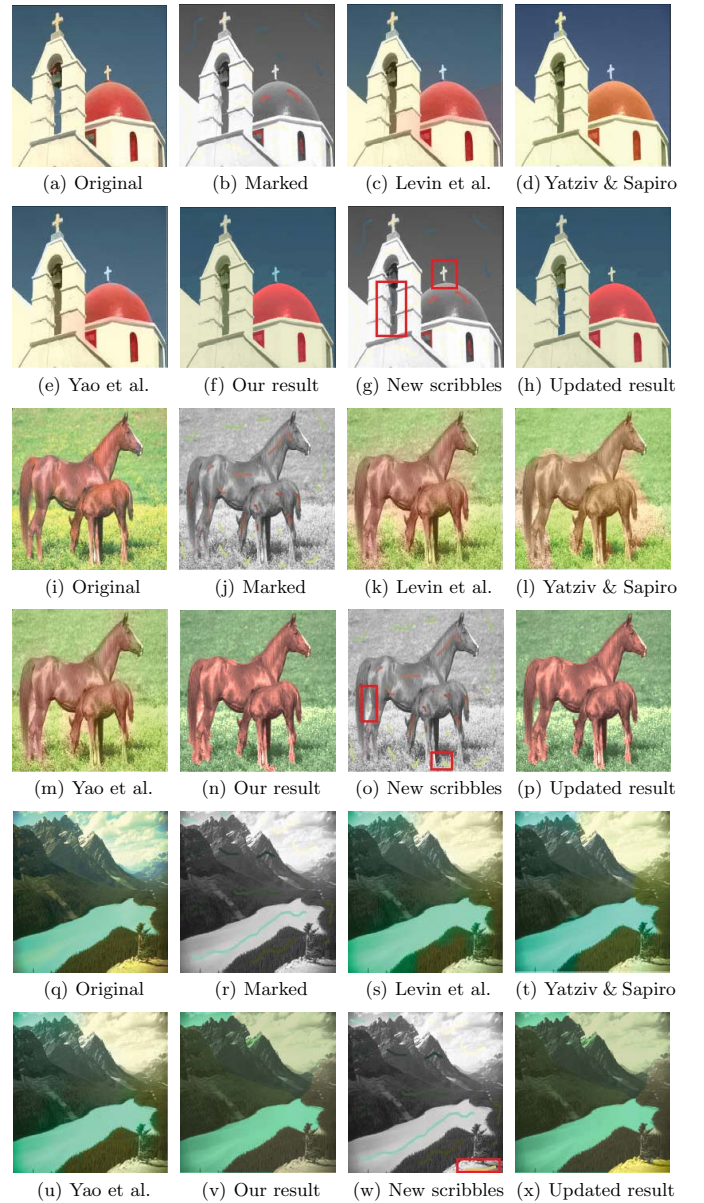 (a) Original (b) Marked (c) Levin et al. (d) Yatziv & Sapiro
(e) Yao et al. (f) Our result (g) New scribbles (h) Updated result
(i) Original (j) Marked (k) Levin et al. (l) Yatziv & Sapiro
(m) Yao et al. (n) Our result (o) New scribbles (p) Updated result
(q) Original (r) Marked (s) Levin et al. (t) Yatziv & Sapiro
(u) Yao et al. (v) Our result (w) New scribbles (x) Updated result